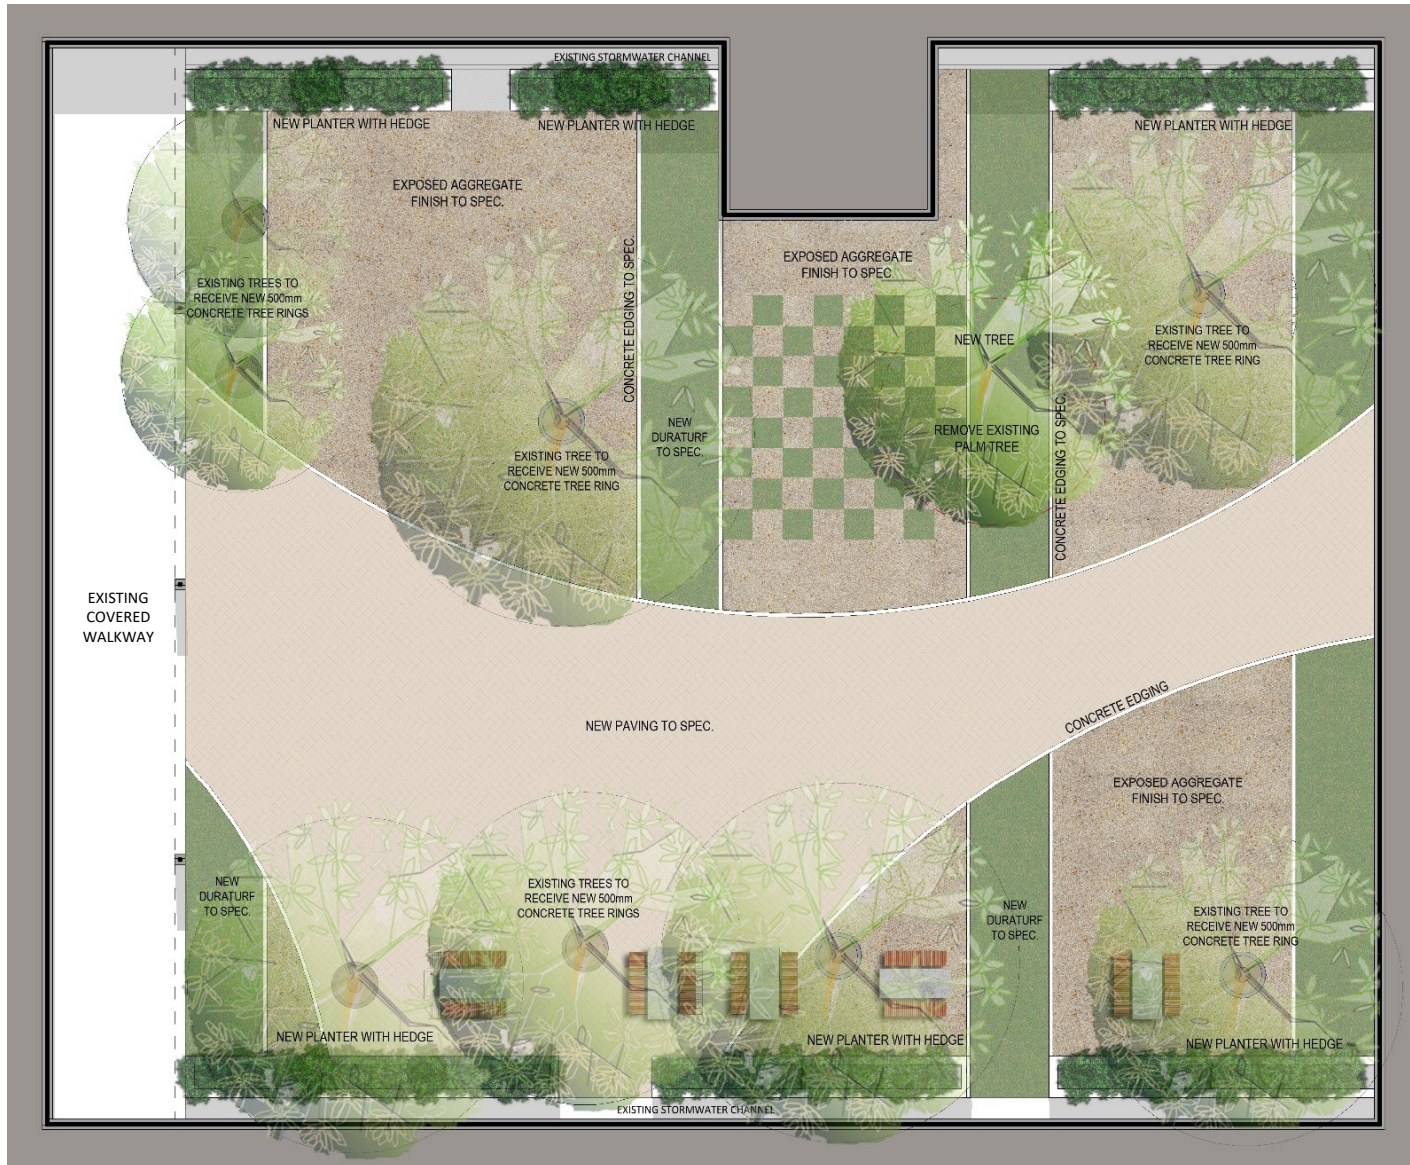 EXISTING STORMWATER CHANNEL
NEW PLANTER WITH HEDGE
NEW PLANTER WITH HEDGE
NEW PLANTER WITH HEDGE
EXPOSED AGGREGATE
FINISH TO SPEC.
CONCRETE EDGING TO SPEC.
EXPOSED AGGREGATE
FINISH TO SPEC.
EXISTING TREES TO
RECEIVE NEW 500mm
CONCRETE TREE RINGS
NEW TREE
EXISTING TREE TO
RECEIVE NEW 500mm
CONCRETE TREE RING
NEW
DURATURF
TO SPEC.
REMOVE EXISTING
PALM TREE
CONCRETE EDGING TO SPEC.
EXISTING TREE TO
RECEIVE NEW 500mm
CONCRETE TREE RING
EXISTING
COVERED
WALKWAY
NEW PAVING TO SPEC.
CONCRETE EDGING
EXPOSED AGGREGATE
FINISH TO SPEC.
NEW
DURATURF
TO SPEC.
EXISTING TREES TO
RECEIVE NEW 500mm
CONCRETE TREE RINGS
NEW
DURATURF
TO SPEC.
EXISTING TREE TO
RECEIVE NEW 500mm
CONCRETE TREE RING
NEW PLANTER WITH HEDGE
NEW PLANTER WITH HEDGE
NEW PLANTER WITH HEDGE
EXISTING STORMWATER CHANNEL